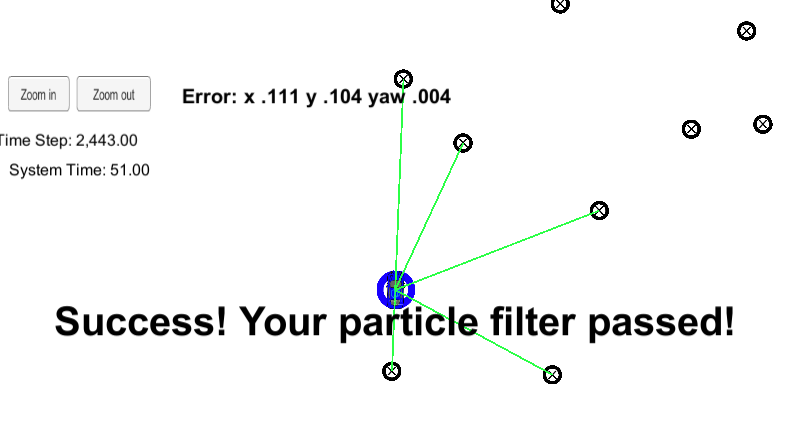 Zoom in
Zoom out
Error: x .111 y .104 yaw .004
Time Step: 2,443.00
System Time: 51.00
Success! Your particle filter passed!